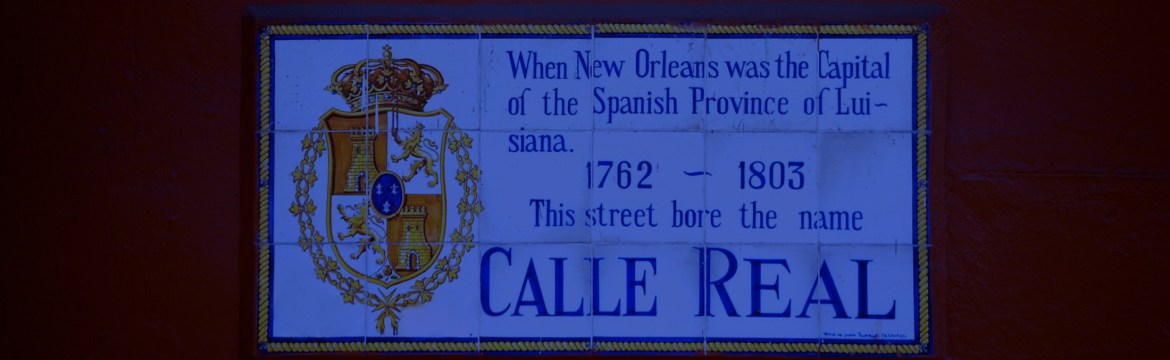 When New Orleans was the Capital
of the Spanish Province of Lui-
siana.
1762 ~ 1803
This street bore the name
CALLE REAL